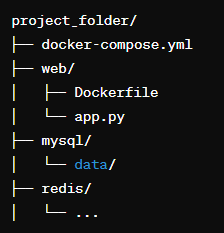 project_folder/
├── docker-compose.yml
├── web/
│   ├── Dockerfile
│   └── app.py
├── mysql/
│   └── data/
├── redis/
│   └── ...